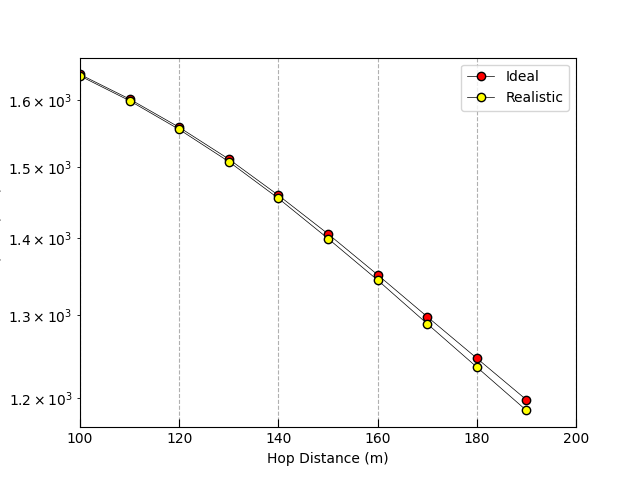 Ideal
Realistic
1.6 × 10³
1.5 × 10³
1.4 × 10³
1.3 × 10³
1.2 × 10³
100 120 140 160 180 200
Hop Distance (m)